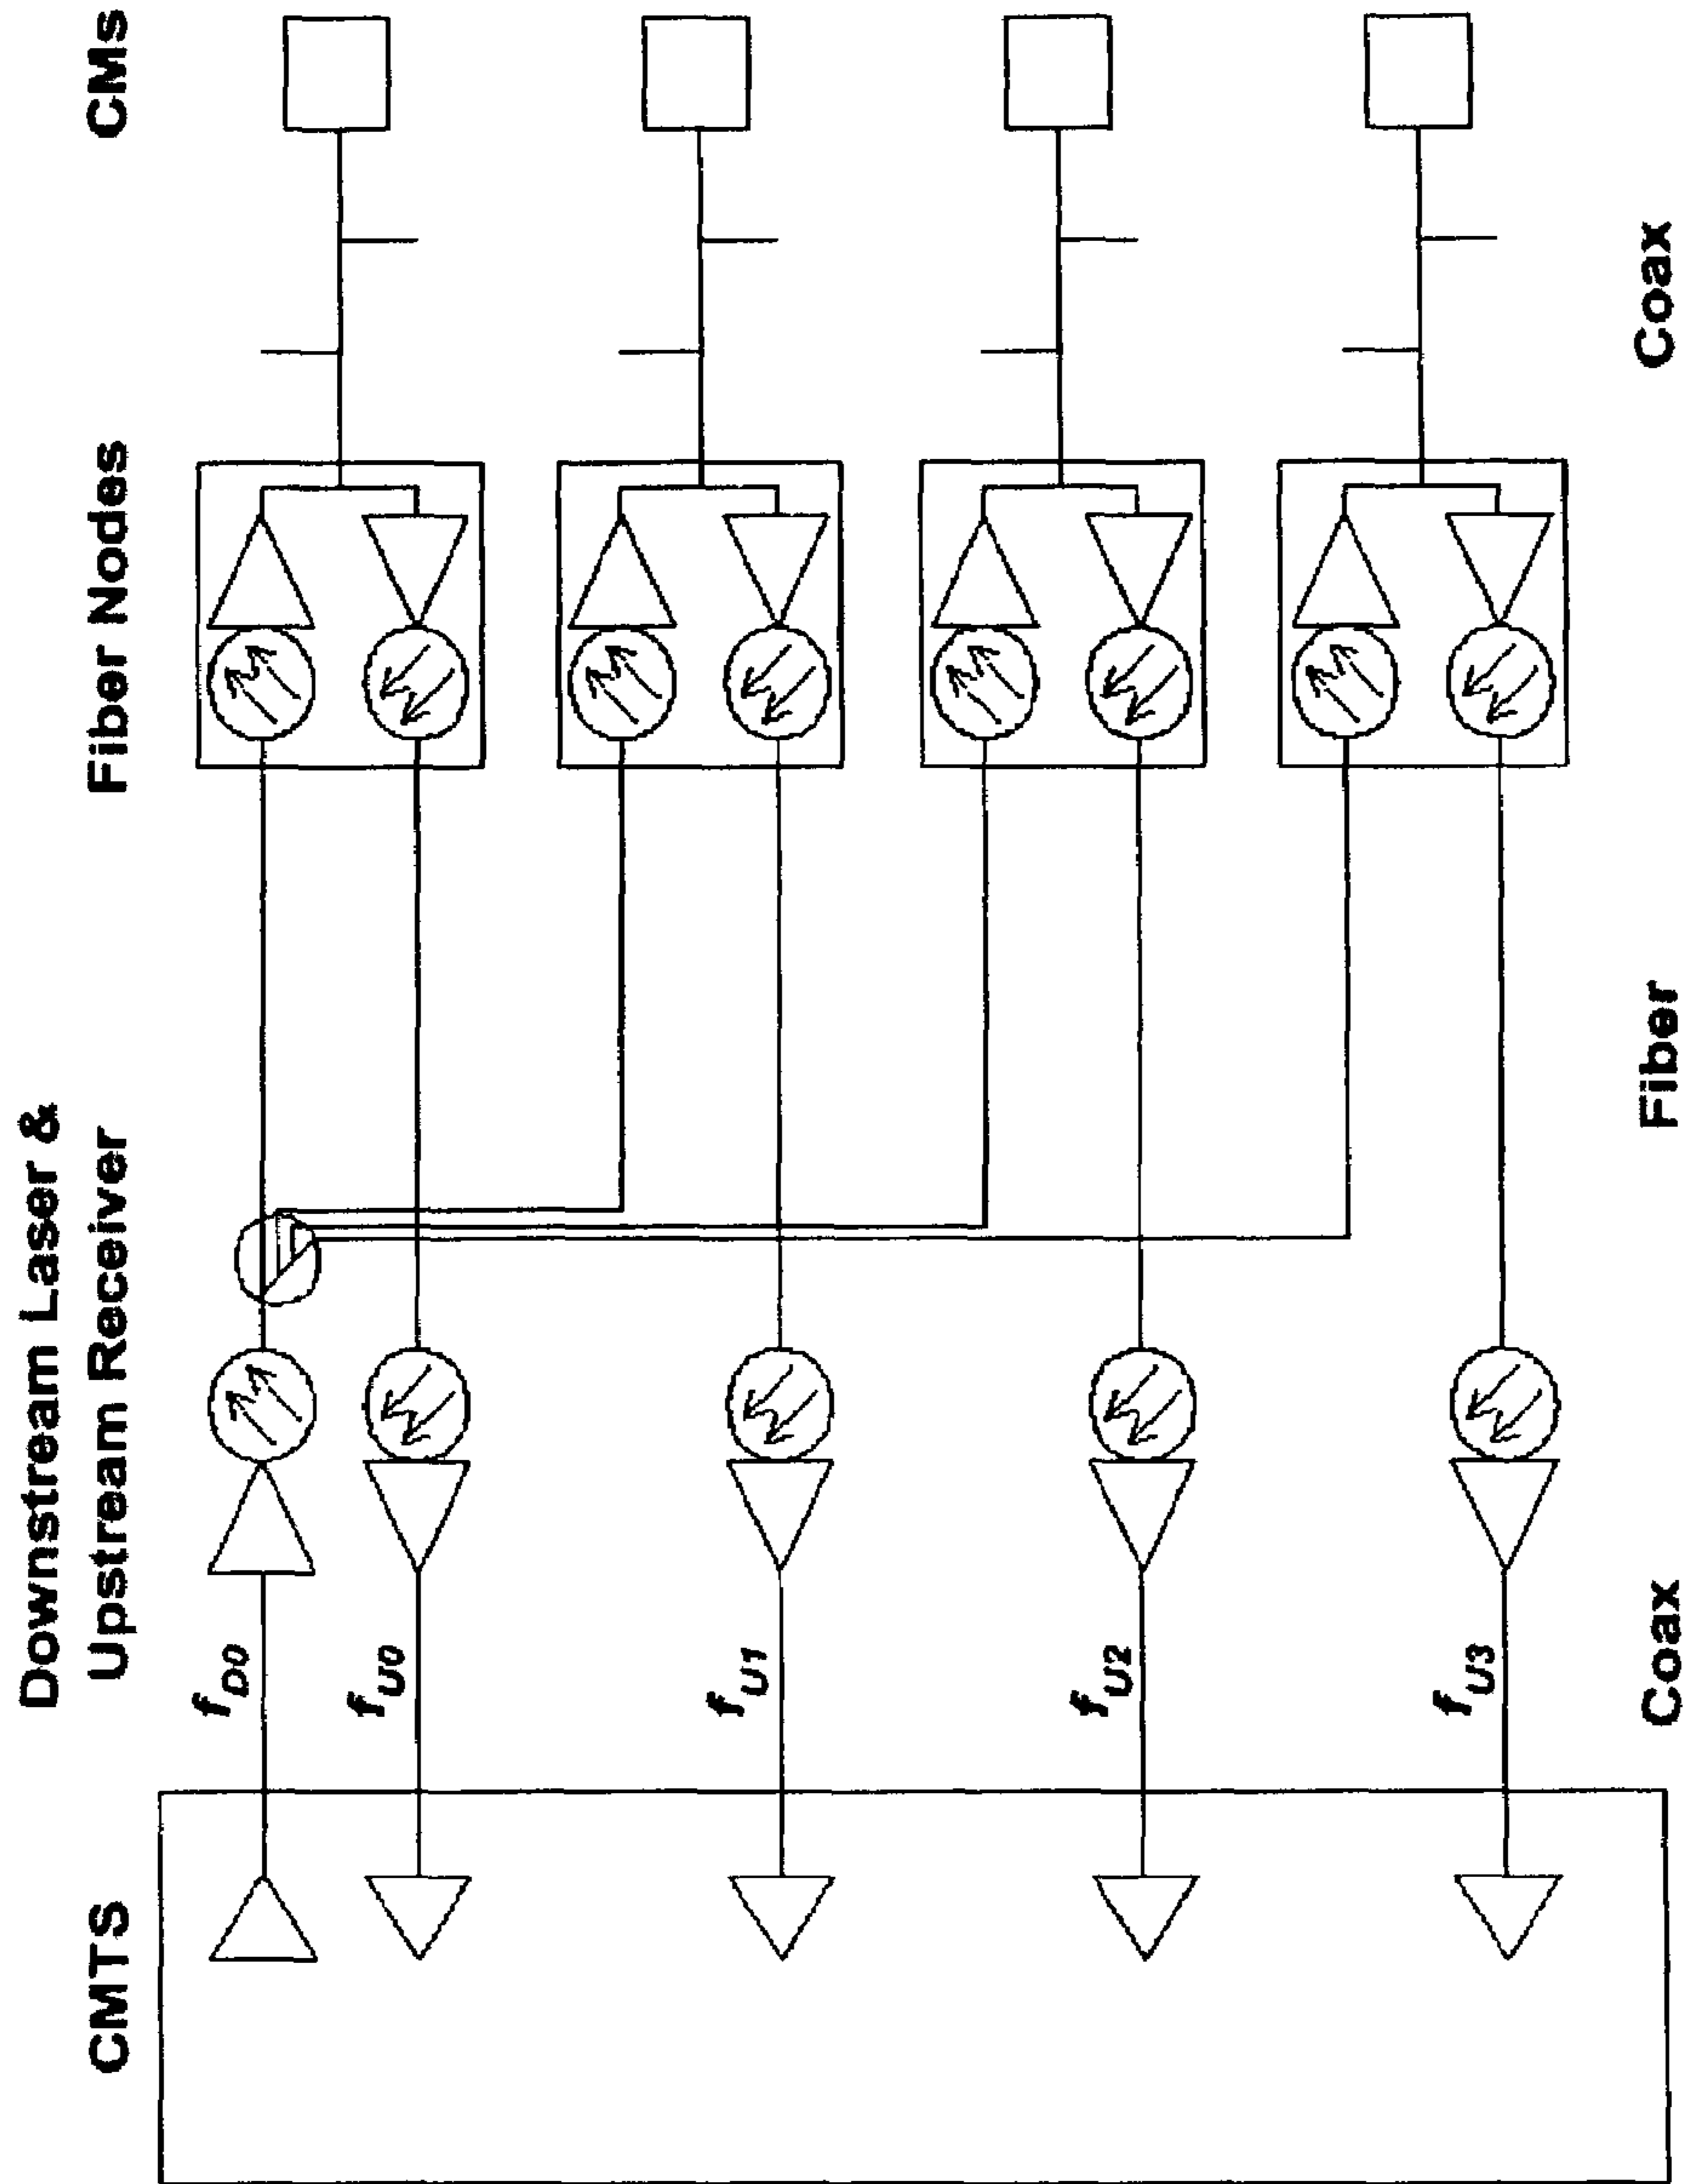 Downstream Laser &
CMTS Upstream Receiver Fiber Nodes CMs
f_D0
f_U0
f_U1
f_U2
f_U3
Coax Fiber Coax